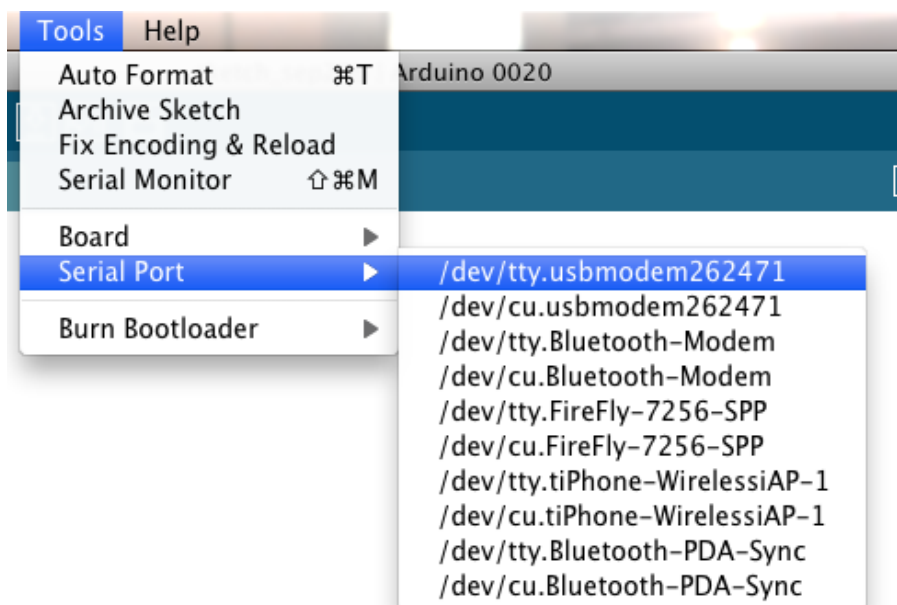 Tools Help
Arduino 0020
Auto Format ⌘T
Archive Sketch
Fix Encoding & Reload
Serial Monitor ⇧⌘M
Board
Serial Port
Burn Bootloader
/dev/tty.usbmodem262471
/dev/cu.usbmodem262471
/dev/tty.Bluetooth-Modem
/dev/cu.Bluetooth-Modem
/dev/tty.FireFly-7256-SPP
/dev/cu.FireFly-7256-SPP
/dev/tty.tiPhone-WirelessiAP-1
/dev/cu.tiPhone-WirelessiAP-1
/dev/tty.Bluetooth-PDA-Sync
/dev/cu.Bluetooth-PDA-Sync